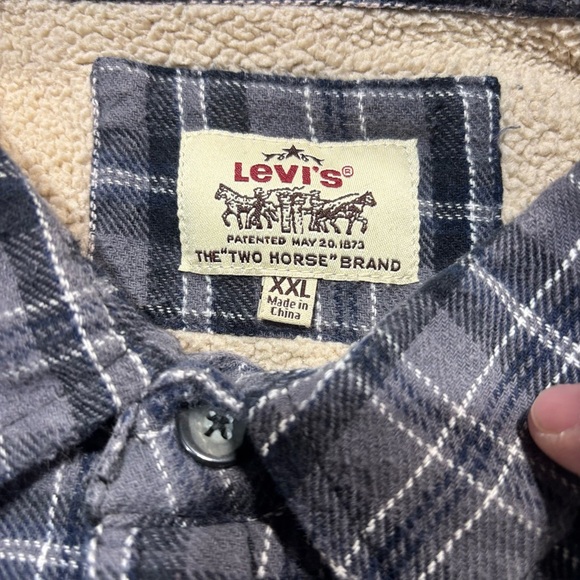 Levi's®
PATENTED MAY 20, 1873
THE "TWO HORSE" BRAND
XXL
Made in
China